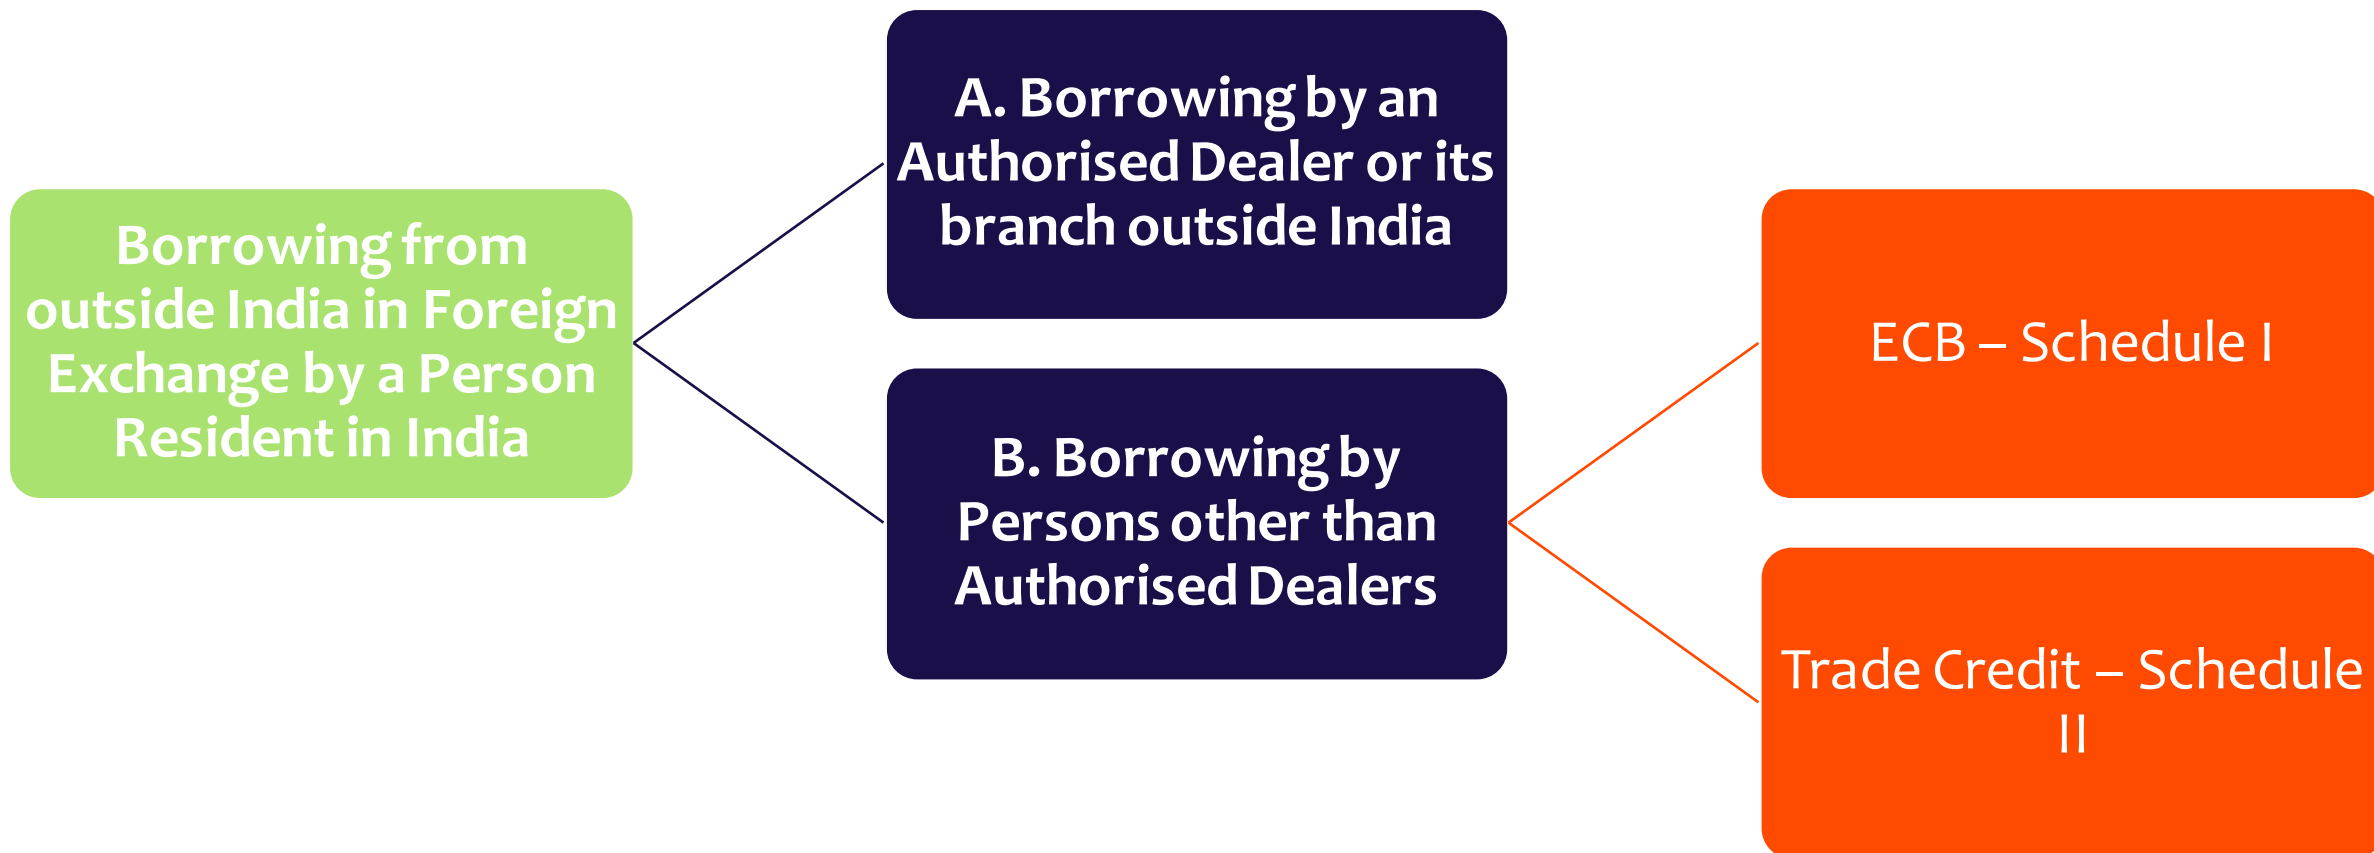 Borrowing from
outside India in Foreign
Exchange by a Person
Resident in India
A. Borrowing by an
Authorised Dealer or its
branch outside India
B. Borrowing by
Persons other than
Authorised Dealers
ECB – Schedule I
Trade Credit – Schedule
II